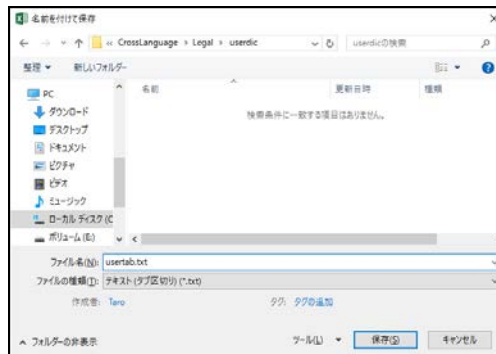 名前を付けて保存
« CrossLanguage › Legal › userdic
userdicの検索
整理 新しいフォルダー
名前 更新日時 種類
検索条件に一致する項目はありません。
PC
ダウンロード
デスクトップ
ドキュメント
ピクチャ
ビデオ
ミュージック
ローカル ディスク (C
ボリューム (E:)
ファイル名(N): usertab.txt
ファイルの種類(T): テキスト (タブ区切り) (*.txt)
作成者: Taro タグ: タグの追加
フォルダーの非表示 ツール(L) 保存(S) キャンセル